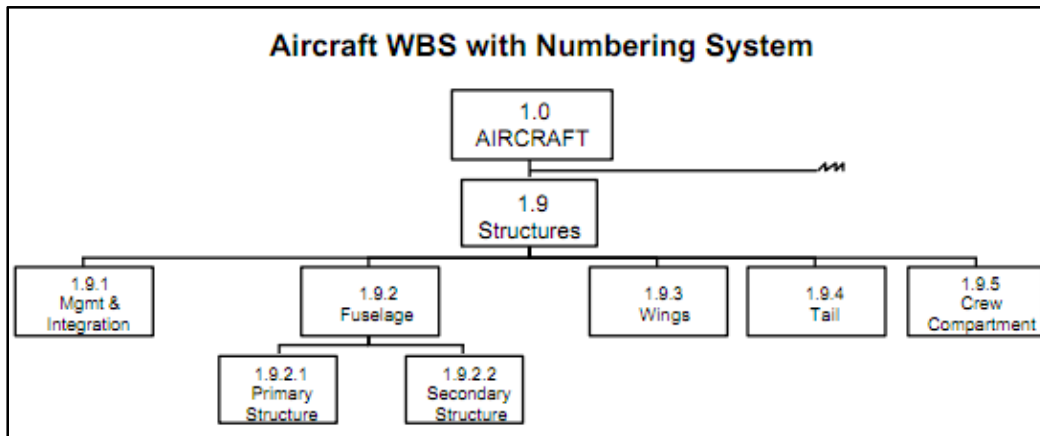 Aircraft WBS with Numbering System
1.0
AIRCRAFT
1.9
Structures
1.9.1
Mgmt &
Integration
1.9.2
Fuselage
1.9.3
Wings
1.9.4
Tail
1.9.5
Crew
Compartment
1.9.2.1
Primary
Structure
1.9.2.2
Secondary
Structure